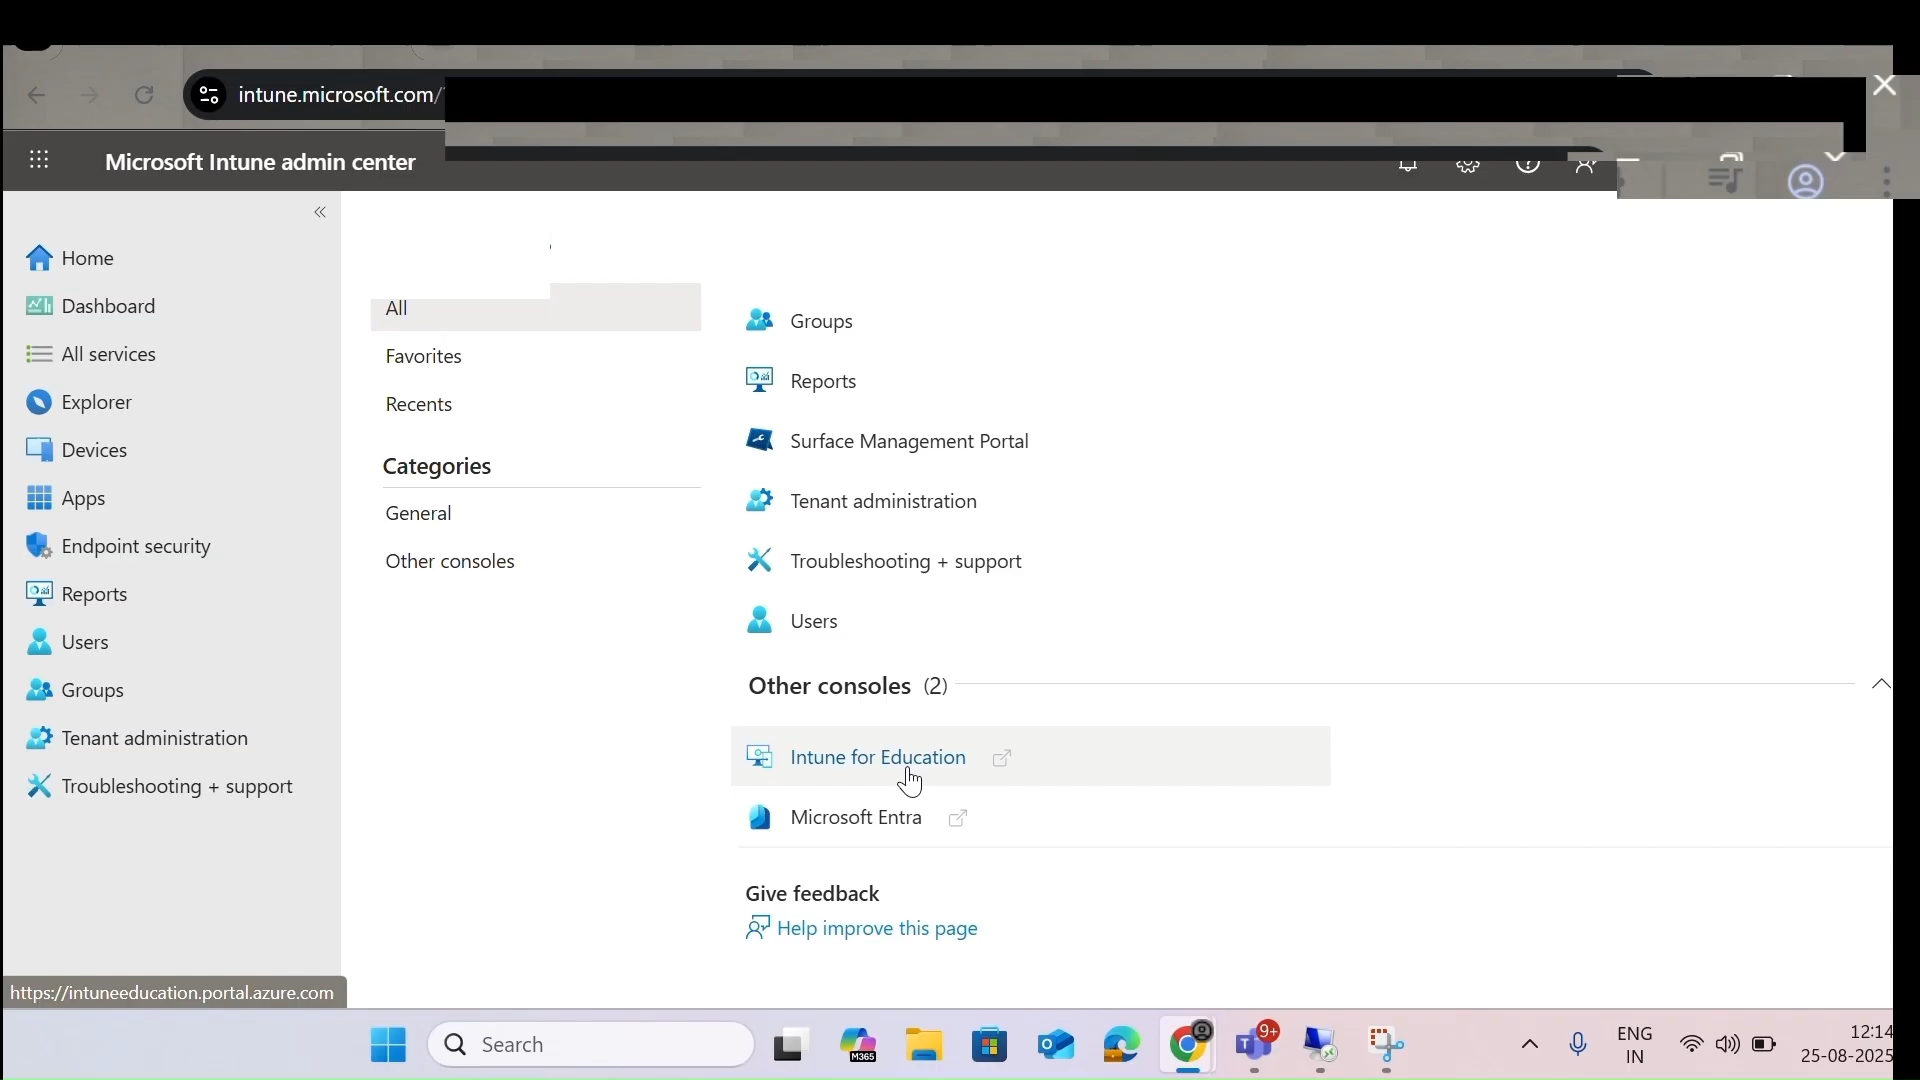 intune.microsoft.com/
Microsoft Intune admin center
Home
Dashboard
All services
Explorer
Devices
Apps
Endpoint security
Reports
Users
Groups
Tenant administration
Troubleshooting + support
All
Favorites
Recents
Categories
General
Other consoles
Groups
Reports
Surface Management Portal
Tenant administration
Troubleshooting + support
Users
Other consoles (2)
Intune for Education
Microsoft Entra
Give feedback
Help improve this page
https://intuneeducation.portal.azure.com
Search
M365
9+
ENG
IN
12:14
25-08-2025